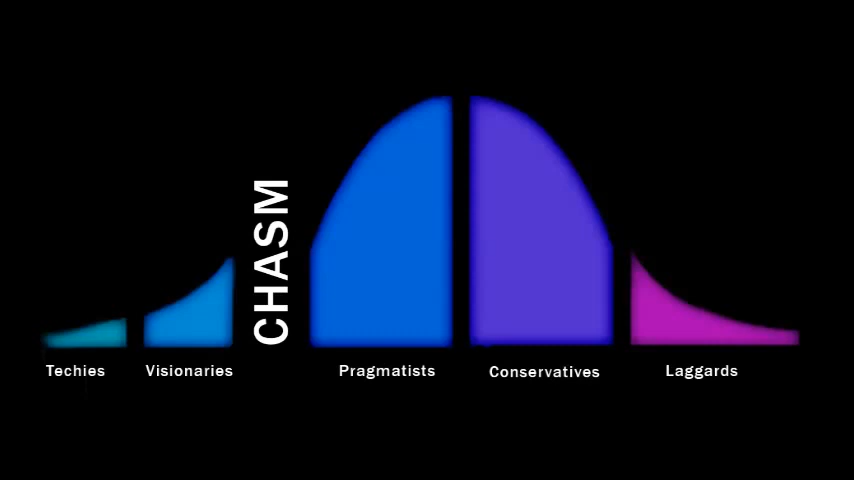 CHASM
Techies
Visionaries
Pragmatists
Conservatives
Laggards